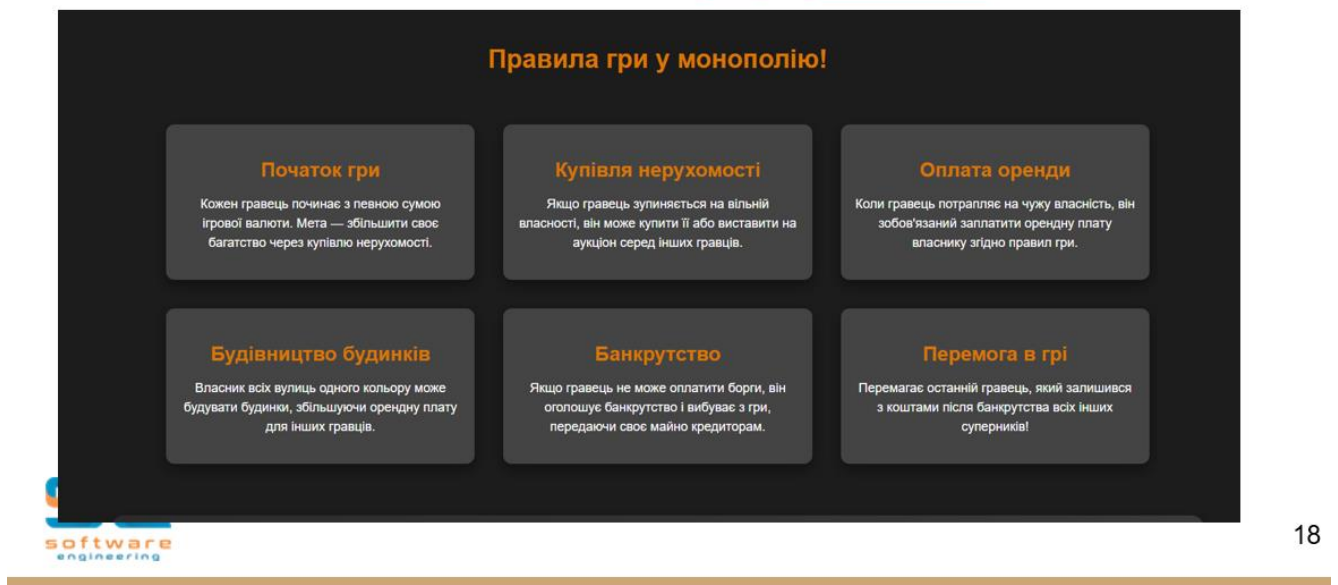 Правила гри у монополію!
Початок гри
Кожен гравець починає з певною сумою
ігрової валюти. Мета — збільшити своє
багатство через купівлю нерухомості.
Купівля нерухомості
Якщо гравець зупиняється на вільній
власності, він може купити її або виставити на
аукціон серед інших гравців.
Оплата оренди
Коли гравець потрапляє на чужу власність, він
зобов'язаний заплатити орендну плату
власнику згідно правил гри.
Будівництво будинків
Власник всіх вулиць одного кольору може
будувати будинки, збільшуючи орендну плату
для інших гравців.
Банкрутство
Якщо гравець не може оплатити борги, він
оголошує банкрутство і вибуває з гри,
передаючи своє майно кредиторам.
Перемога в грі
Перемагає останній гравець, який залишився
з коштами після банкрутства всіх інших
суперників!
software
engineering
18